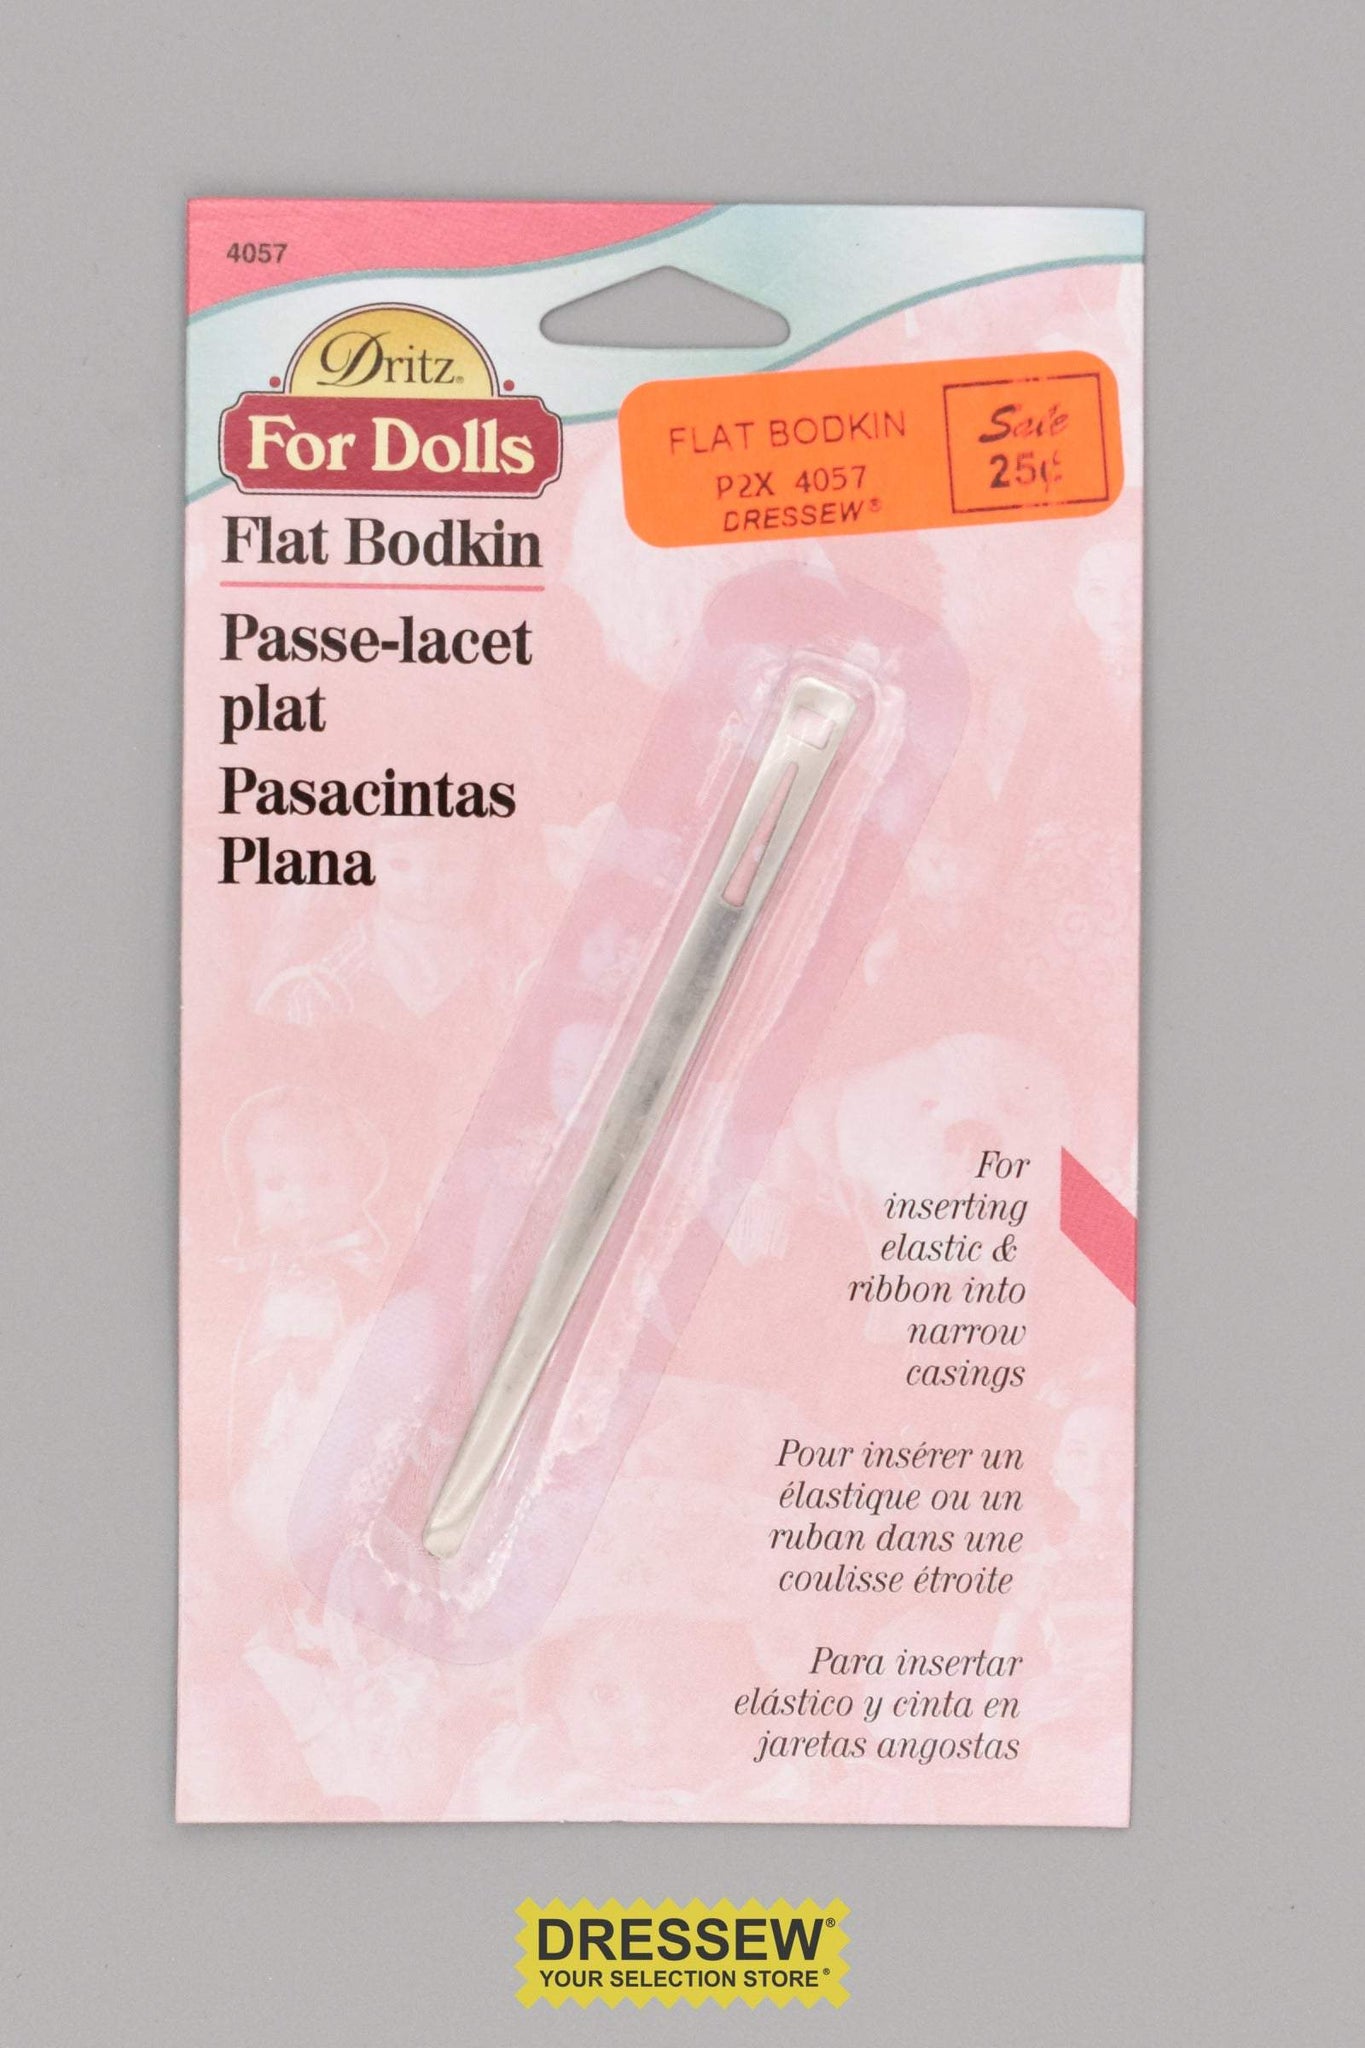 4057
Dritz®
For Dolls
FLAT BODKIN
P2X 4057
DRESSEW®
Sale
25¢
Flat Bodkin
Passe-lacet
plat
Pasacintas
Plana
For
inserting
elastic &
ribbon into
narrow
casings
Pour insérer un
élastique ou un
ruban dans une
coulisse étroite
Para insertar
elástico y cinta en
jaretas angostas
DRESSEW®
YOUR SELECTION STORE®